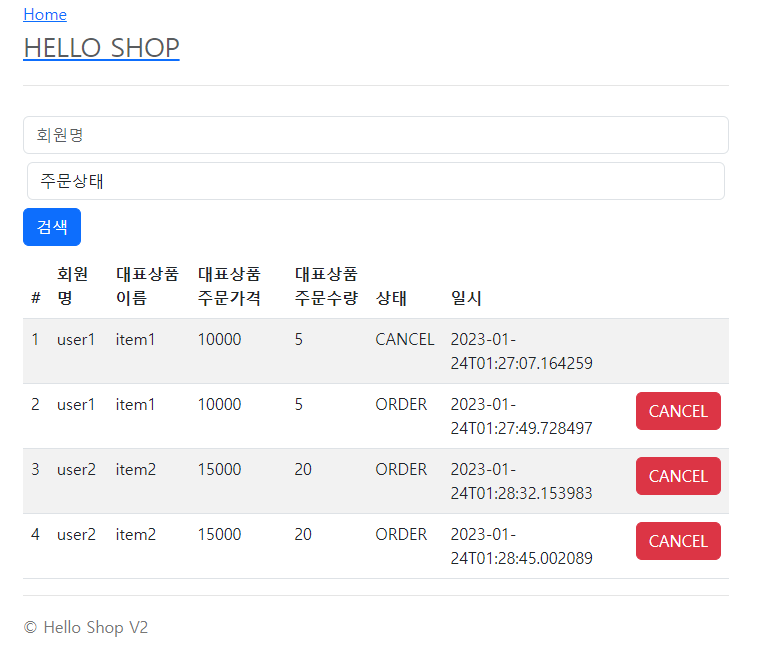 Home
HELLO SHOP
회원명
주문상태
검색
# 회원명 대표상품 이름 대표상품 주문가격 대표상품 주문수량 상태 일시
1 user1 item1 10000 5 CANCEL 2023-01-24T01:27:07.164259
2 user1 item1 10000 5 ORDER 2023-01-24T01:27:49.728497 CANCEL
3 user2 item2 15000 20 ORDER 2023-01-24T01:28:32.153983 CANCEL
4 user2 item2 15000 20 ORDER 2023-01-24T01:28:45.002089 CANCEL
© Hello Shop V2